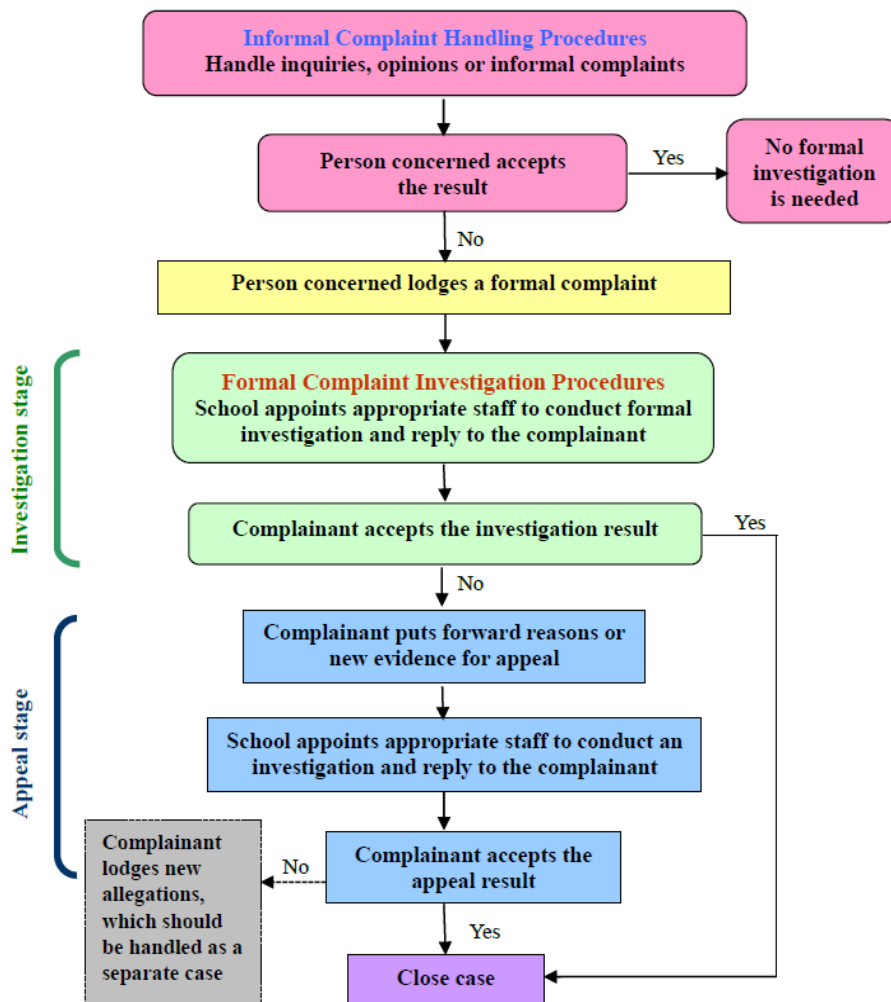 Informal Complaint Handling Procedures
Handle inquiries, opinions or informal complaints
Person concerned accepts
the result
Yes
No formal
investigation
is needed
No
Person concerned lodges a formal complaint
Investigation stage
Formal Complaint Investigation Procedures
School appoints appropriate staff to conduct formal
investigation and reply to the complainant
Complainant accepts the investigation result
Yes
No
Appeal stage
Complainant puts forward reasons or
new evidence for appeal
School appoints appropriate staff to conduct an
investigation and reply to the complainant
Complainant accepts the
appeal result
No
Complainant
lodges new
allegations,
which should
be handled as a
separate case
Yes
Close case